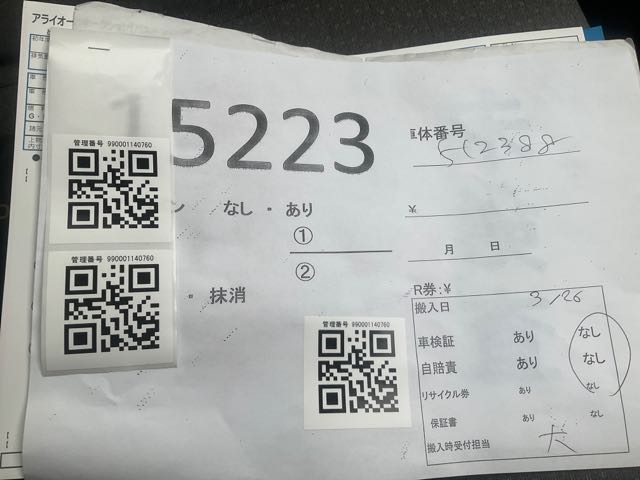 アライオー
5223
管理番号 990001140760
管理番号 990001140760
管理番号 990001140760
車体番号
512388
なし ・ あり
¥
①
②
月 日
・ 抹消
R券:¥
搬入日 3/26
車検証 あり なし
自賠責 あり なし
リサイクル券 あり なし
保証書 あり なし
搬入時受付担当 大